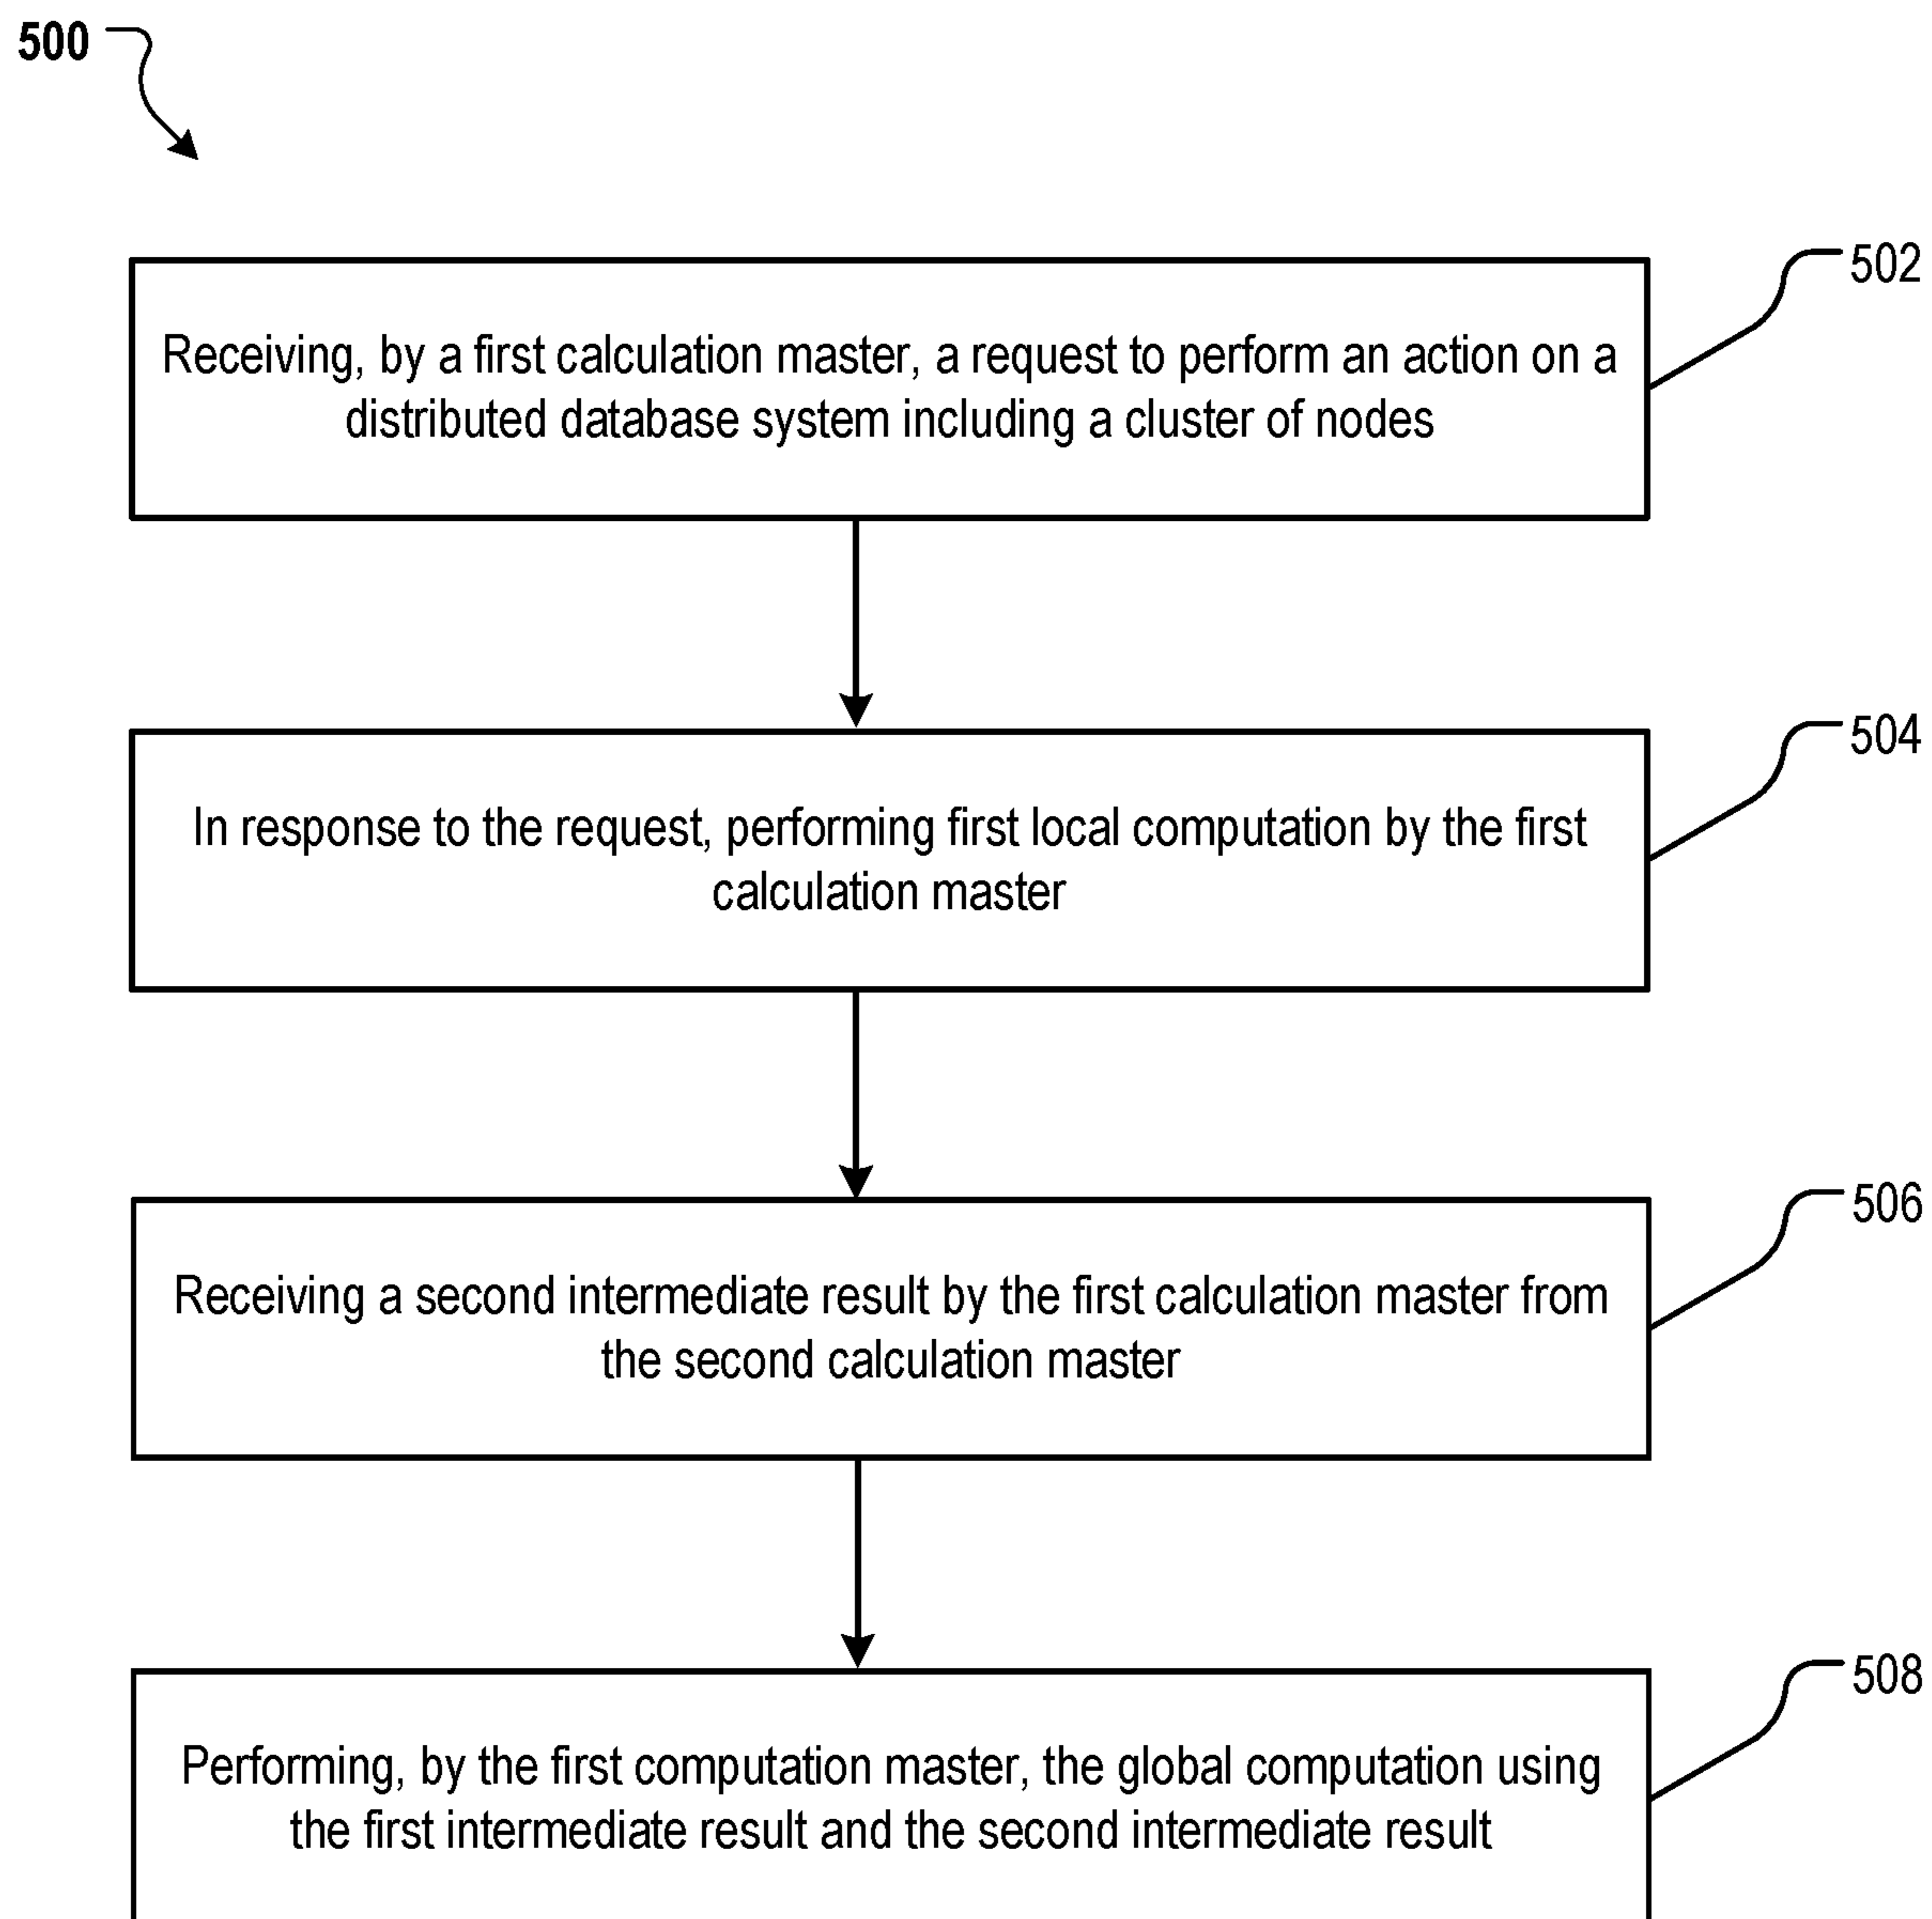 500
502
Receiving, by a first calculation master, a request to perform an action on a
distributed database system including a cluster of nodes
504
In response to the request, performing first local computation by the first
calculation master
506
Receiving a second intermediate result by the first calculation master from
the second calculation master
508
Performing, by the first computation master, the global computation using
the first intermediate result and the second intermediate result